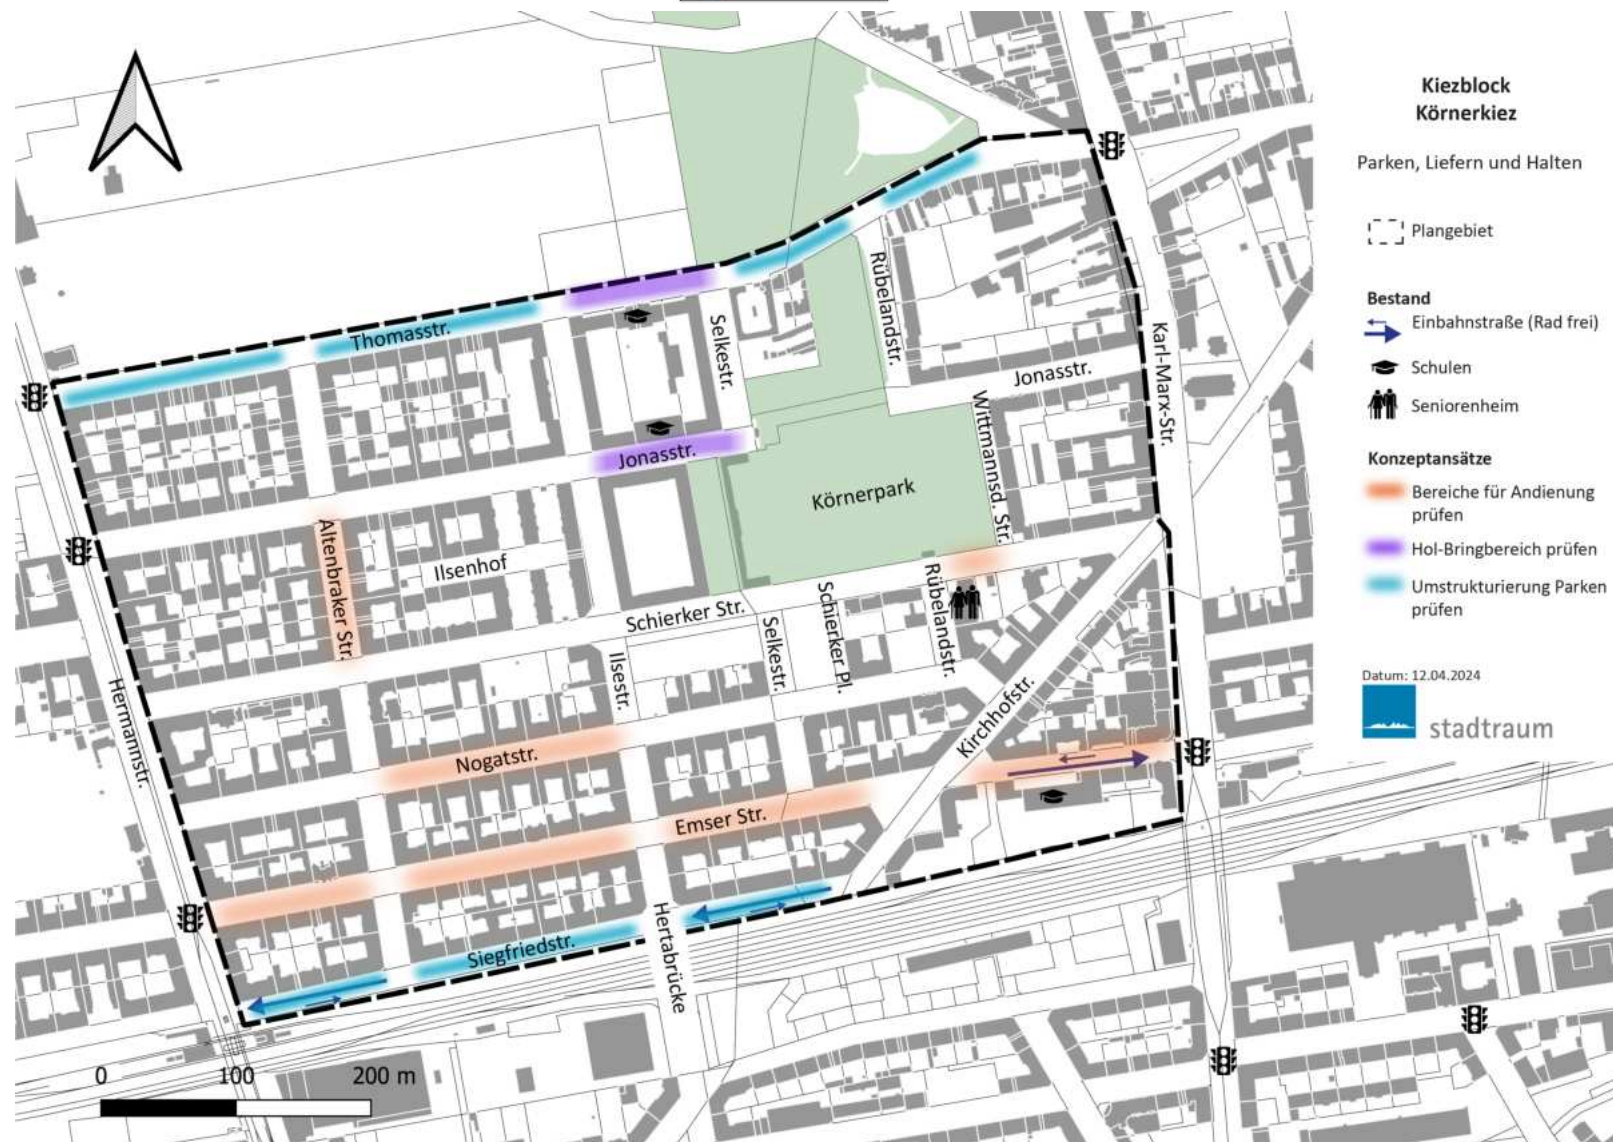 Kiezblock
Körnerkiez
Parken, Liefern und Halten
Plangebiet
Bestand
Einbahnstraße (Rad frei)
Schulen
Seniorenheim
Konzeptansätze
Bereiche für Andienung
prüfen
Hol-Bringbereich prüfen
Umstrukturierung Parken
prüfen
Datum: 12.04.2024
stadtraum
Thomasstr.
Selkestr.
Rübelandstr.
Karl-Marx-Str.
Jonasstr.
Wittmannsd. Str.
Jonasstr.
Körnerpark
Altenbraker Str.
Ilsenhof
Schierker Str.
Selkestr.
Schierker Pl.
Rübelandstr.
Ilsestr.
Hermannstr.
Nogatstr.
Kirchhofstr.
Emser Str.
Siegfriedstr.
Hertabrücke
0 100 200 m